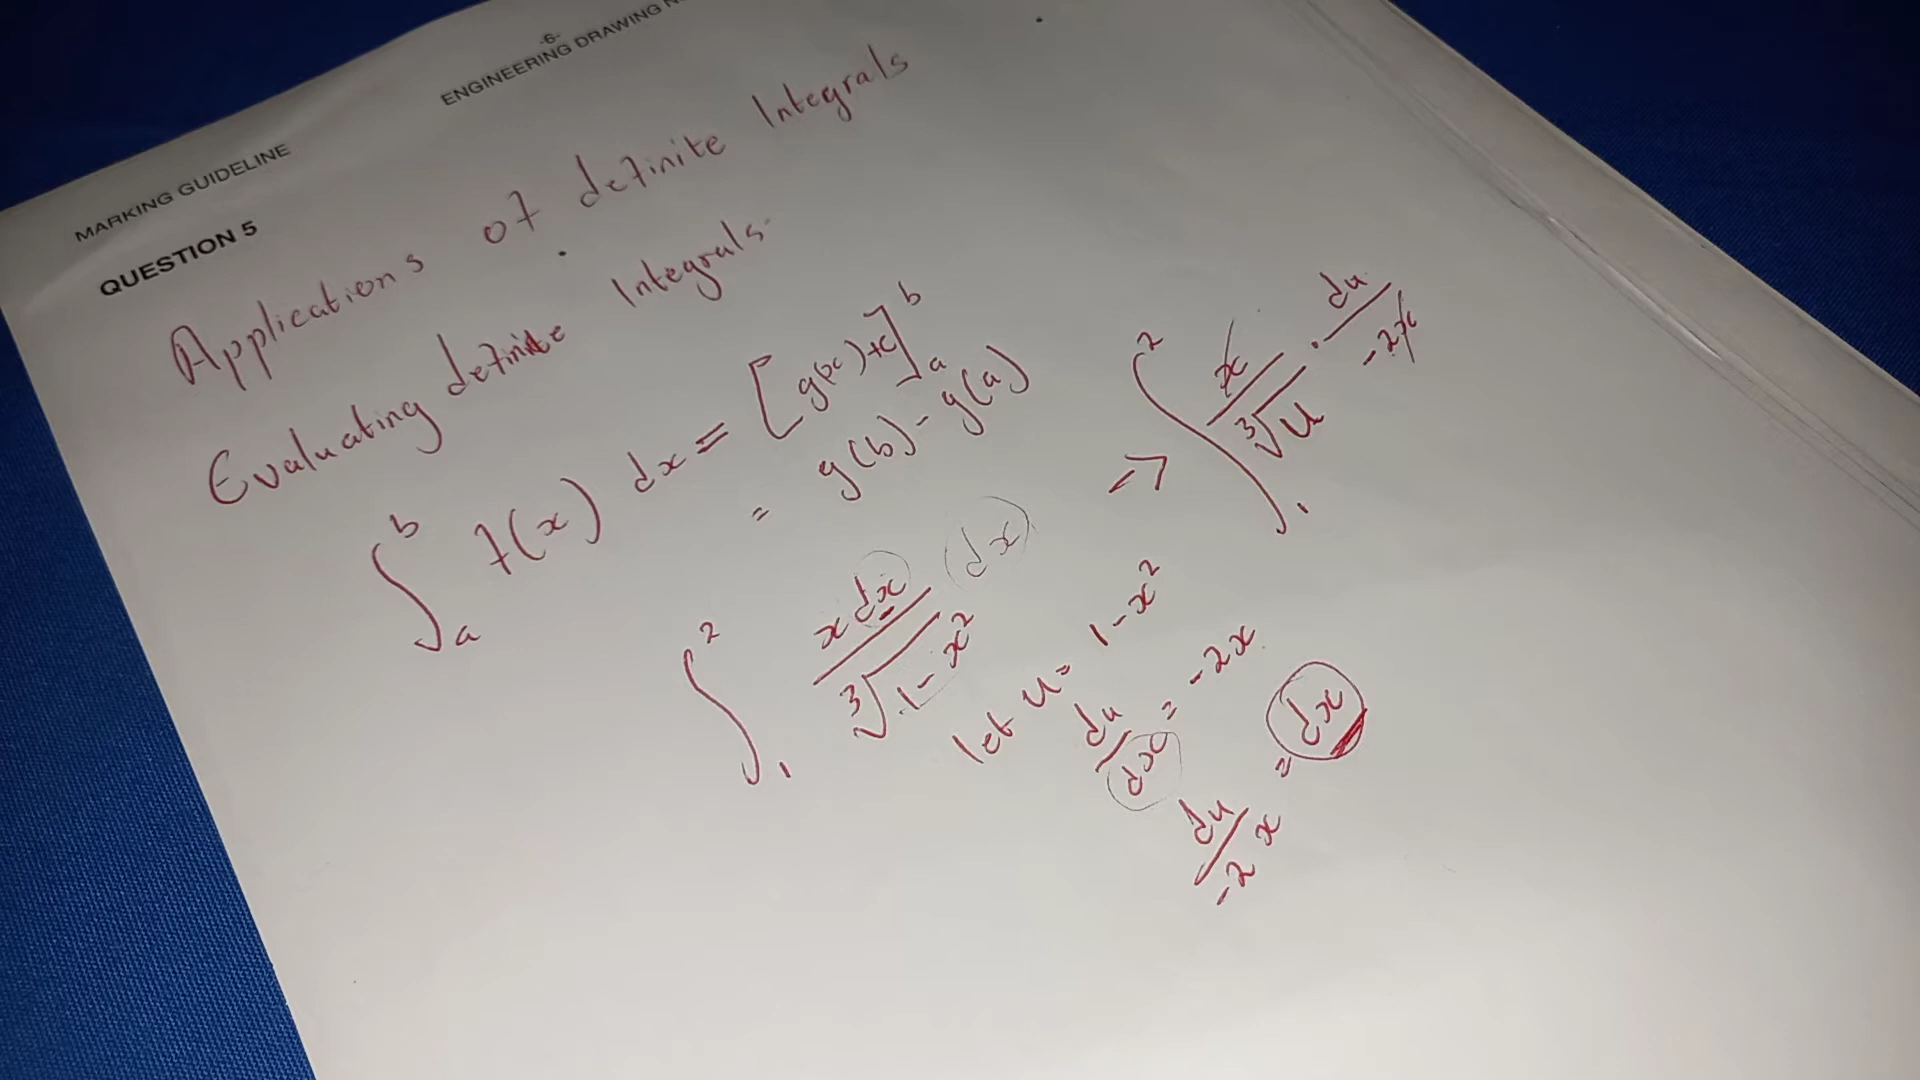 -6-
ENGINEERING DRAWING
MARKING GUIDELINE
QUESTION 5
Applications of definite Integrals
Evaluating definite Integrals.
∫_a^b f(x) dx = [g(x)+c]_a^b
= g(b) - g(a)
∫_1^2 x dx / ∛(1-x²) (dx)
let u = 1-x²
du/dx = -2x
du/-2x = dx
-> ∫_1^2 x/∛u · du/-2x